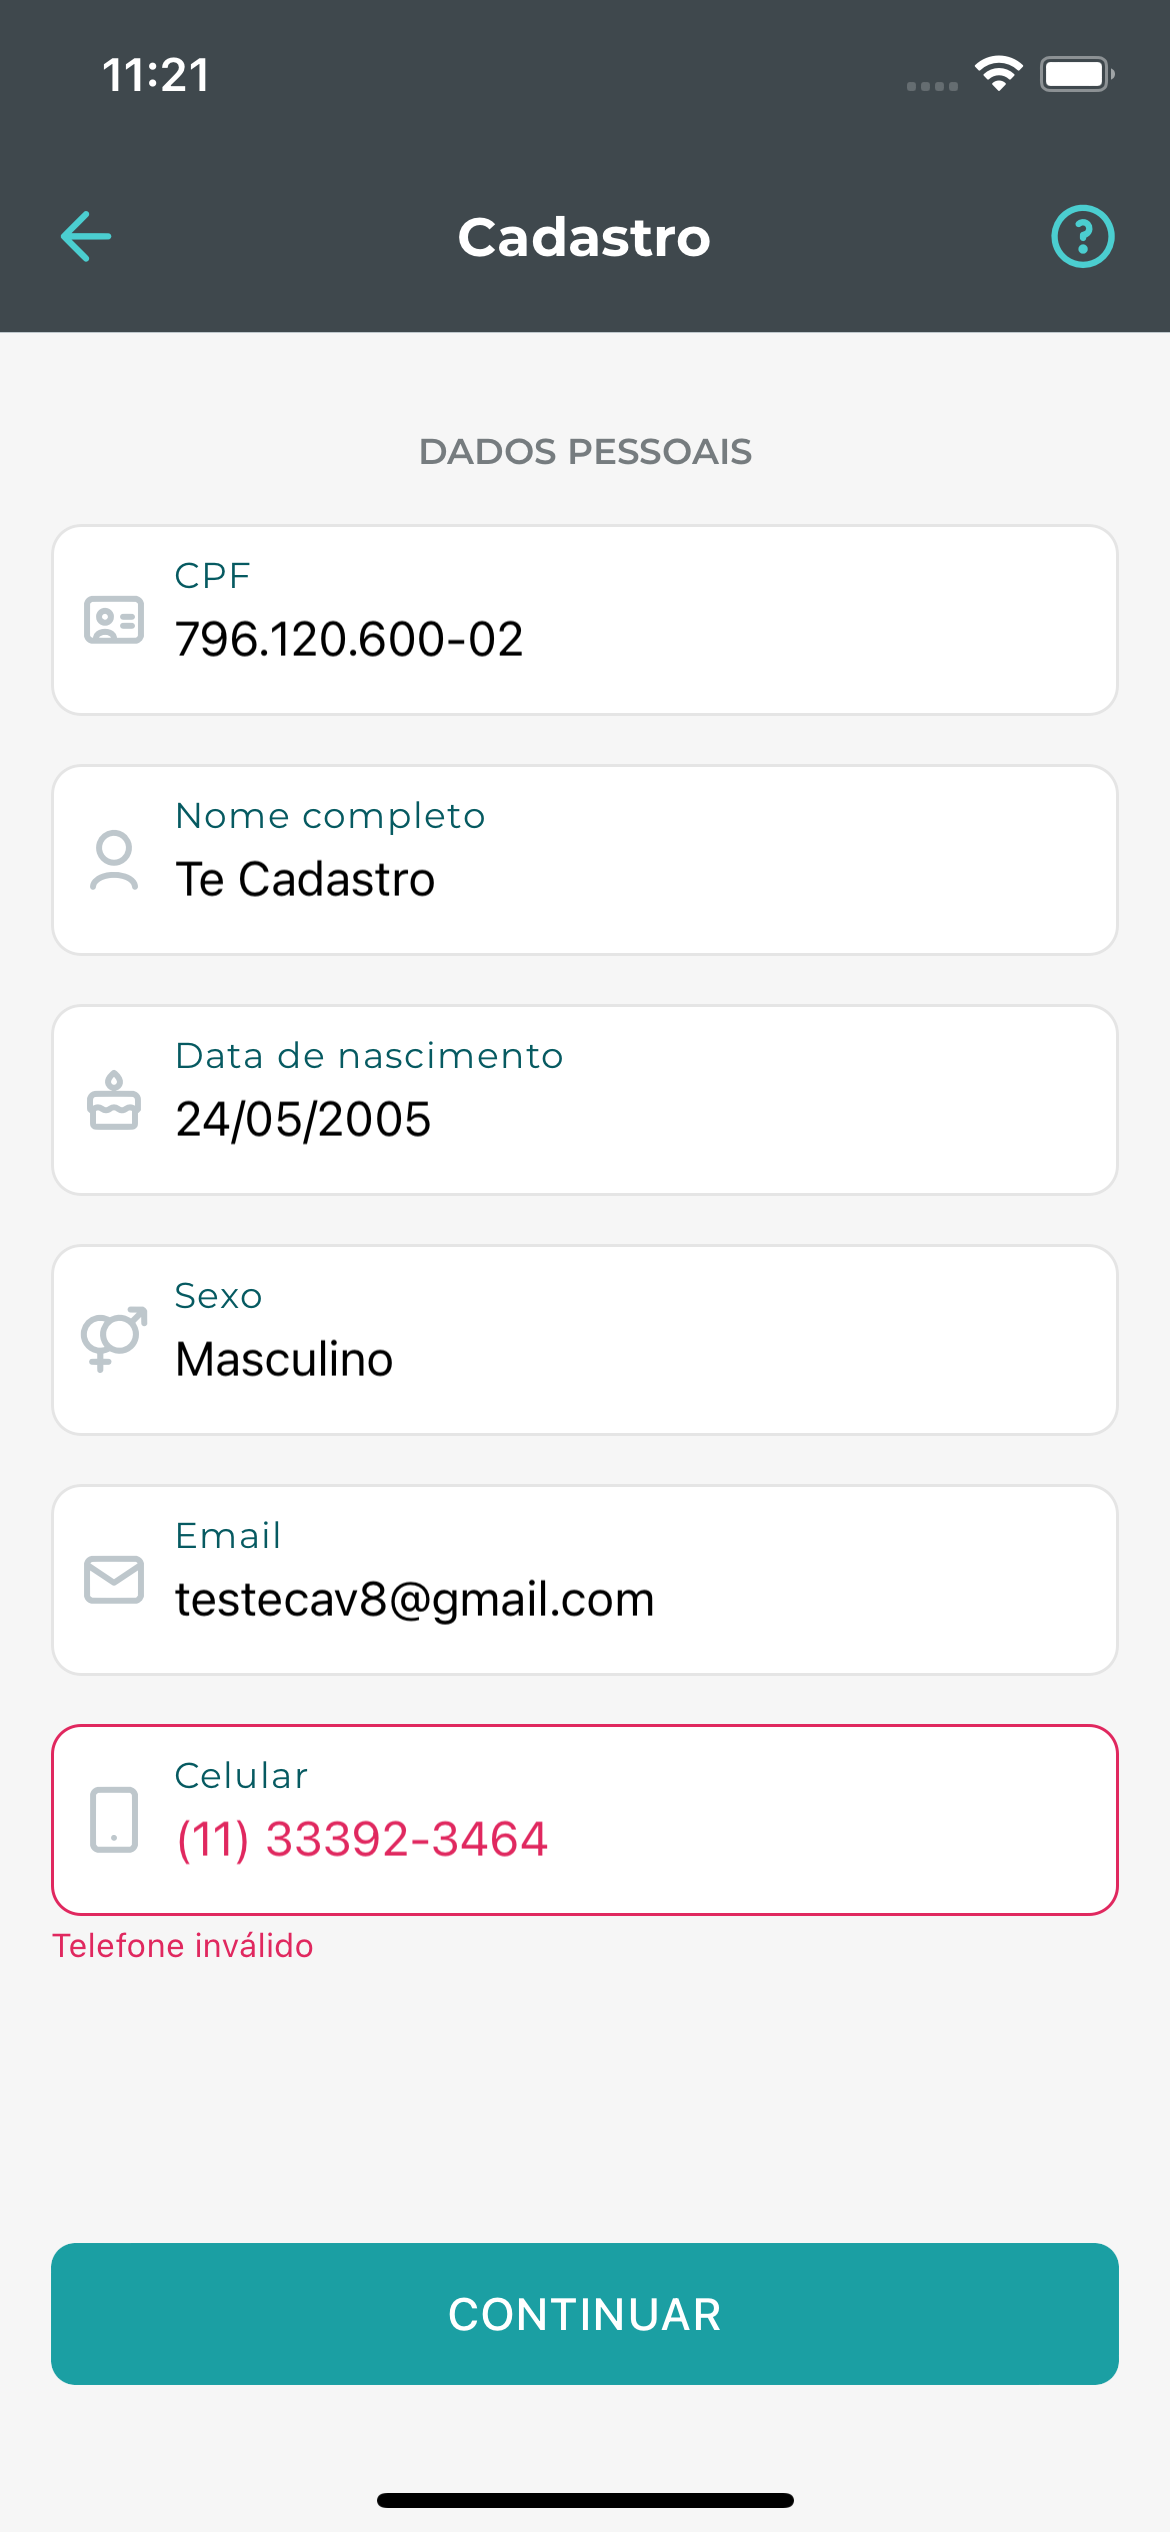 11:21
Cadastro
DADOS PESSOAIS
CPF
796.120.600-02
Nome completo
Te Cadastro
Data de nascimento
24/05/2005
Sexo
Masculino
Email
testecav8@gmail.com
Celular
(11) 33392-3464
Telefone inválido
CONTINUAR